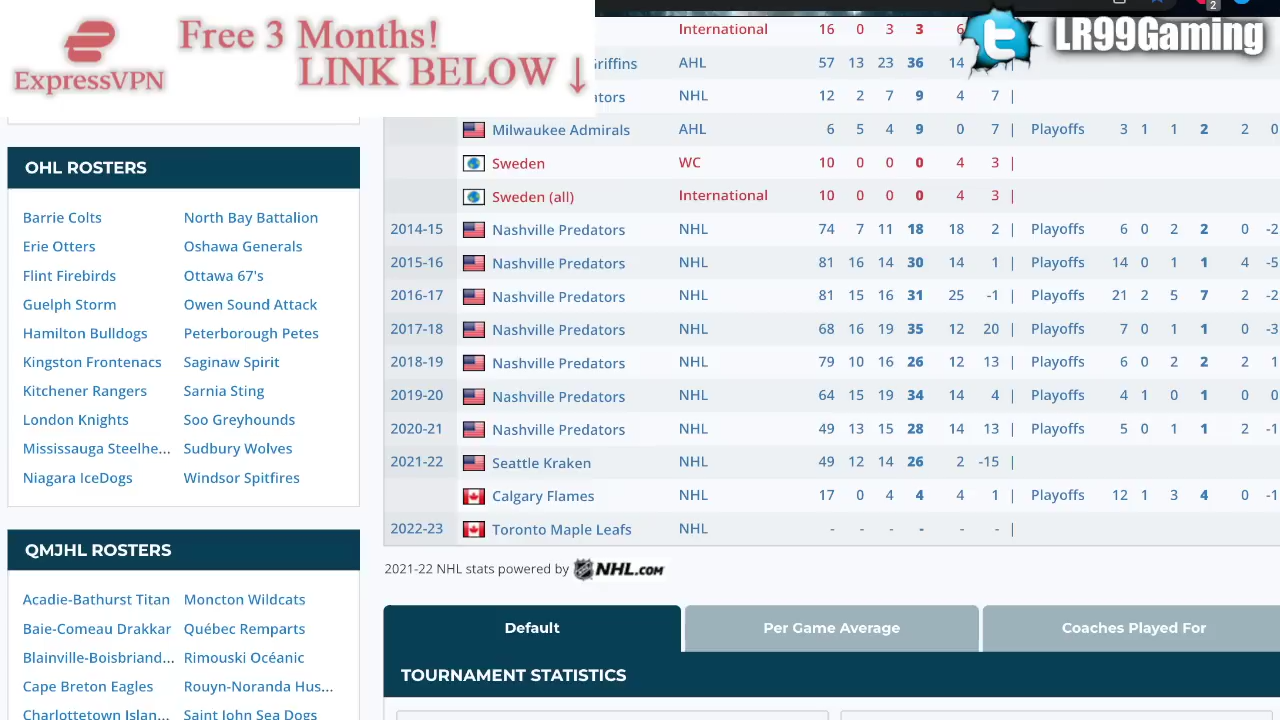 Free 3 Months!
LINK BELOW ↓
ExpressVPN
2
LR99Gaming
International 16 0 3 3 6
riffins AHL 57 13 23 36 14
ators NHL 12 2 7 9 4 7 |
Milwaukee Admirals AHL 6 5 4 9 0 7 | Playoffs 3 1 1 2 2 0
Sweden WC 10 0 0 0 4 3 |
Sweden (all) International 10 0 0 0 4 3 |
2014-15 Nashville Predators NHL 74 7 11 18 18 2 | Playoffs 6 0 2 2 0 -2
2015-16 Nashville Predators NHL 81 16 14 30 14 1 | Playoffs 14 0 1 1 4 -5
2016-17 Nashville Predators NHL 81 15 16 31 25 -1 | Playoffs 21 2 5 7 2 -2
2017-18 Nashville Predators NHL 68 16 19 35 12 20 | Playoffs 7 0 1 1 0 -3
2018-19 Nashville Predators NHL 79 10 16 26 12 13 | Playoffs 6 0 2 2 2 1
2019-20 Nashville Predators NHL 64 15 19 34 14 4 | Playoffs 4 1 0 1 0 0
2020-21 Nashville Predators NHL 49 13 15 28 14 13 | Playoffs 5 0 1 1 2 -1
2021-22 Seattle Kraken NHL 49 12 14 26 2 -15 |
Calgary Flames NHL 17 0 4 4 4 1 | Playoffs 12 1 3 4 0 -1
2022-23 Toronto Maple Leafs NHL - - - - - - |
2021-22 NHL stats powered by NHL.COM
Default Per Game Average Coaches Played For
TOURNAMENT STATISTICS
OHL ROSTERS
Barrie Colts North Bay Battalion
Erie Otters Oshawa Generals
Flint Firebirds Ottawa 67's
Guelph Storm Owen Sound Attack
Hamilton Bulldogs Peterborough Petes
Kingston Frontenacs Saginaw Spirit
Kitchener Rangers Sarnia Sting
London Knights Soo Greyhounds
Mississauga Steelhe... Sudbury Wolves
Niagara IceDogs Windsor Spitfires
QMJHL ROSTERS
Acadie-Bathurst Titan Moncton Wildcats
Baie-Comeau Drakkar Québec Remparts
Blainville-Boisbriand... Rimouski Océanic
Cape Breton Eagles Rouyn-Noranda Hus...
Charlottetown Islan... Saint John Sea Dogs